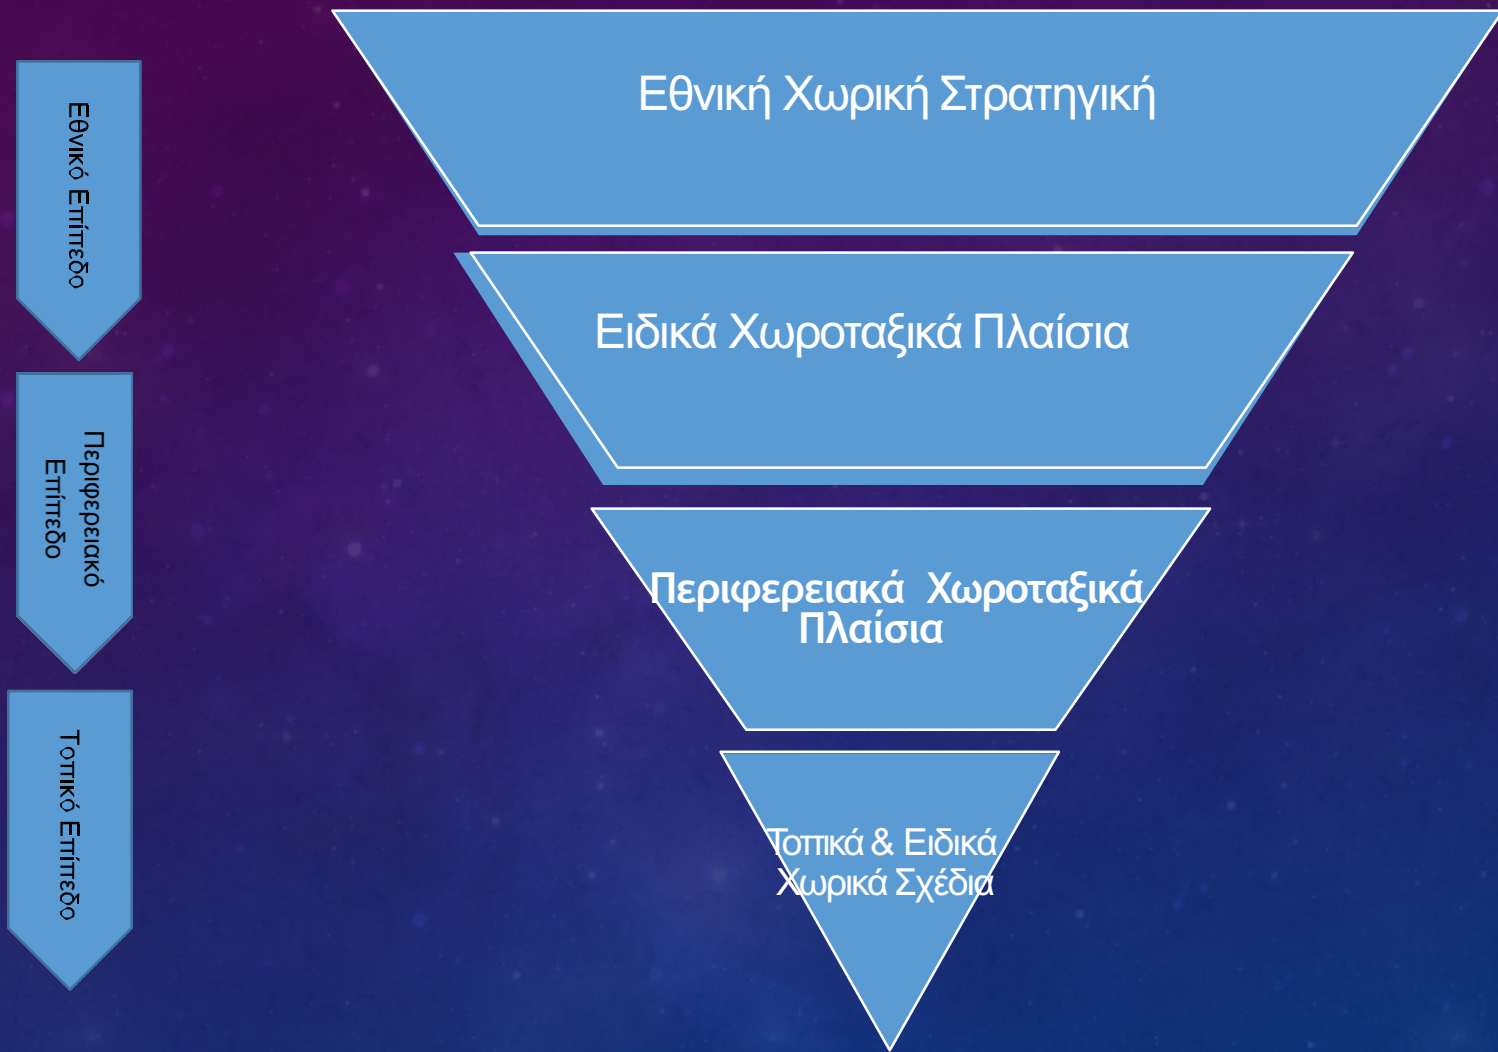 Εθνική Χωρική Στρατηγική
Εθνικό Επίπεδο
Ειδικά Χωροταξικά Πλαίσια
Περιφερειακό
Επίπεδο
Περιφερειακά Χωροταξικά
Πλαίσια
Τοπικό Επίπεδο
Τοπικά & Ειδικά
Χωρικά Σχέδια